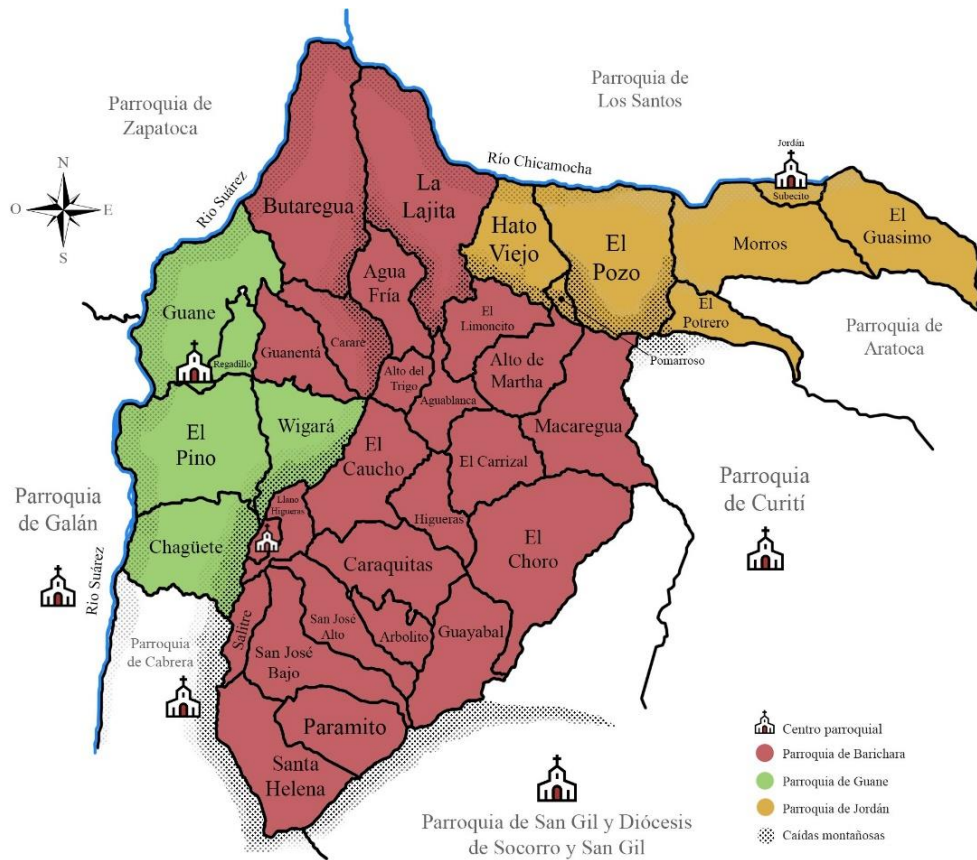 Parroquia de
Zapatoca
Parroquia de
Los Santos
N
O
E
S
Río Suárez
Río Chicamocha
Jordán
Subecito
Butaregua
La
Lajita
Hato
Viejo
El
Pozo
Morros
El
Guasimo
Guane
Regadillo
Agua
Fría
El
Limoncito
El
Potrero
Parroquia de
Aratoca
Guanentá
Cararé
Alto del
Trigo
Aguablanca
Alto de
Martha
Pomarroso
Macaregua
El
Pino
Wigará
El
Caucho
El Carrizal
Parroquia
de Galán
Parroquia
de Curití
Llano
Higueras
Higueras
El
Choro
Chagüete
Río Suárez
Caraquitas
Salitre
San José
Alto
Arbolito
Guayabal
Parroquia
de Cabrera
San José
Bajo
Paramito
Santa
Helena
Parroquia de San Gil y Diócesis
de Socorro y San Gil
Centro parroquial
Parroquia de Barichara
Parroquia de Guane
Parroquia de Jordán
Caídas montañosas